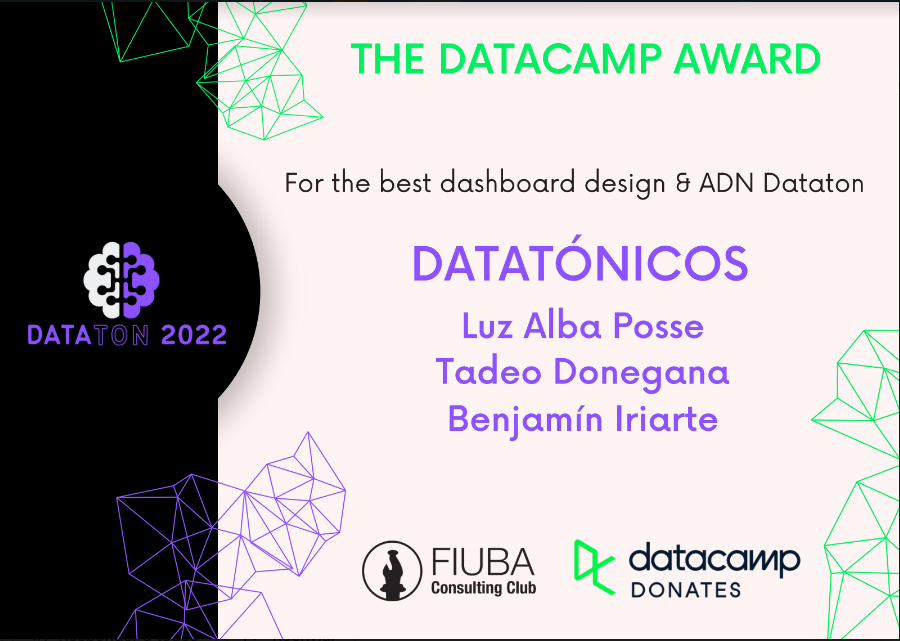 THE DATACAMP AWARD
For the best dashboard design & ADN Dataton
DATATÓNICOS
Luz Alba Posse
Tadeo Donegana
Benjamín Iriarte
DATATON 2022
FIUBA
Consulting Club
datacamp
DONATES